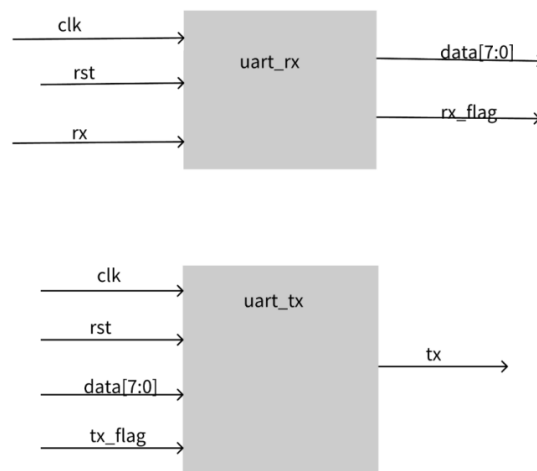 clk
rst
rx
uart_rx
data[7:0]
rx_flag
clk
rst
data[7:0]
tx_flag
uart_tx
tx